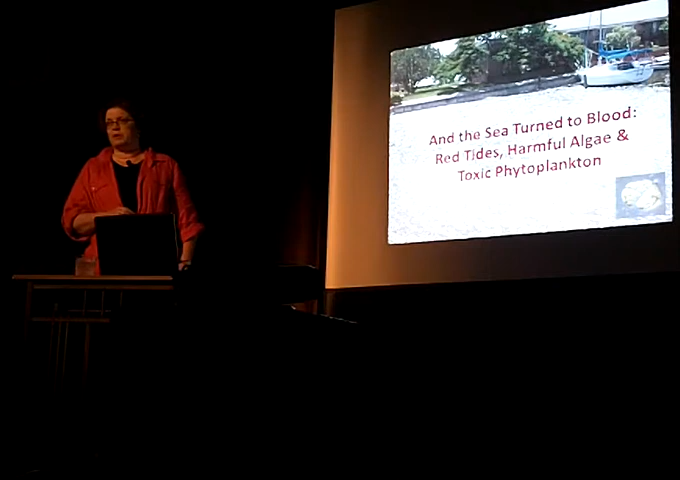 And the Sea Turned to Blood:
Red Tides, Harmful Algae &
Toxic Phytoplankton